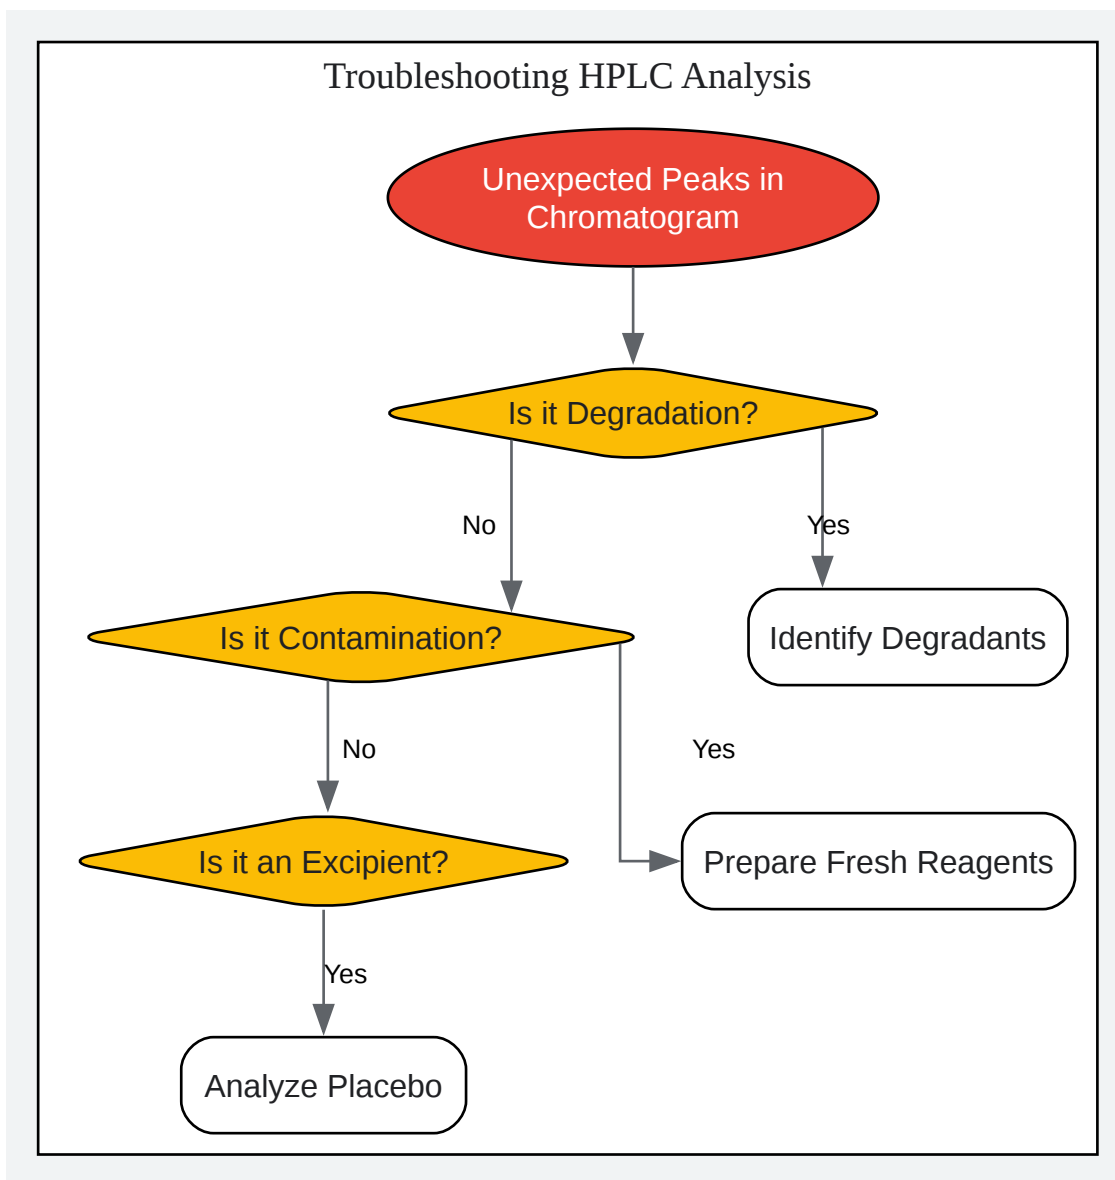 Troubleshooting HPLC Analysis
Unexpected Peaks in
Chromatogram
Is it Degradation?
No
Yes
Is it Contamination?
Identify Degradants
No
Yes
Is it an Excipient?
Prepare Fresh Reagents
Yes
Analyze Placebo